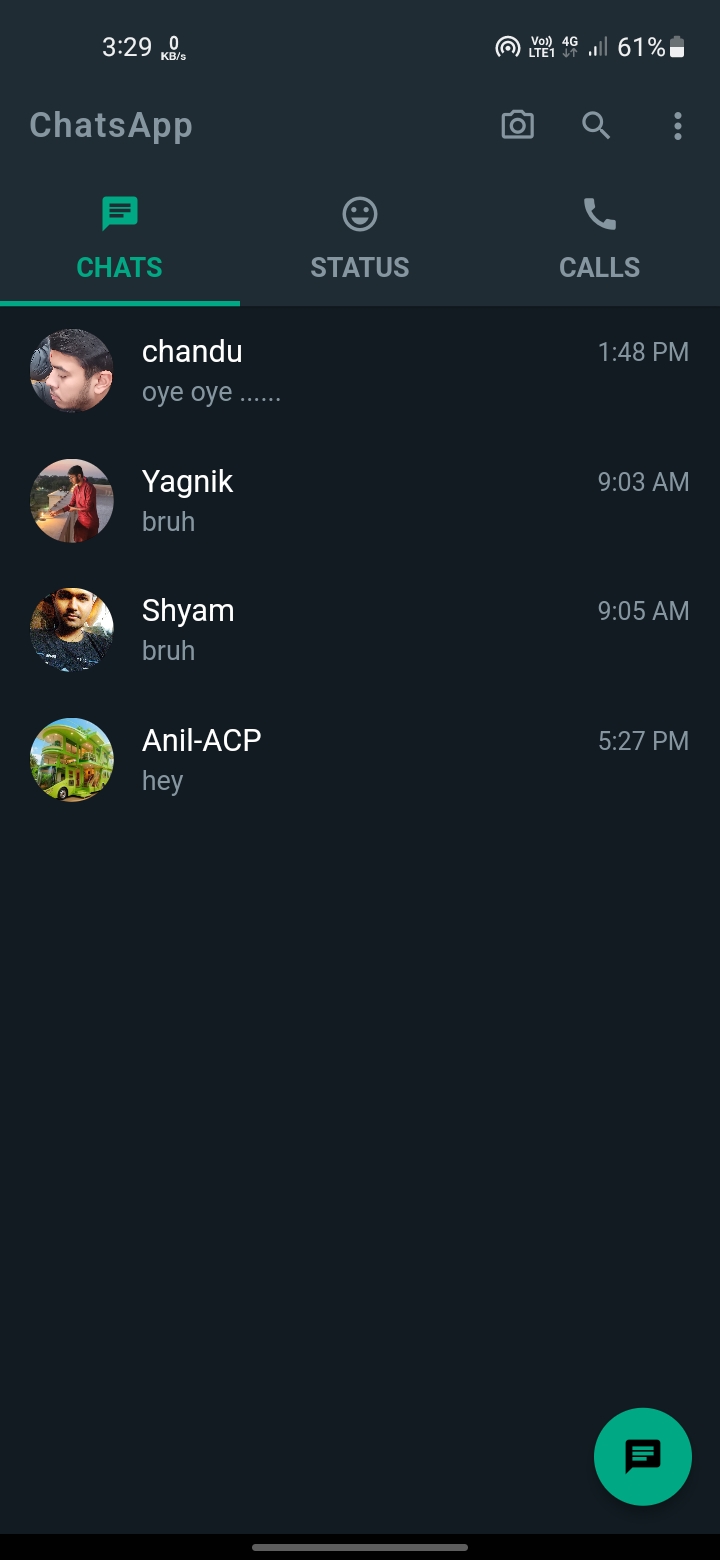 3:29 0 KB/s Vo)) LTE1 4G 61%
ChatsApp
CHATS STATUS CALLS
chandu 1:48 PM
oye oye ......
Yagnik 9:03 AM
bruh
Shyam 9:05 AM
bruh
Anil-ACP 5:27 PM
hey